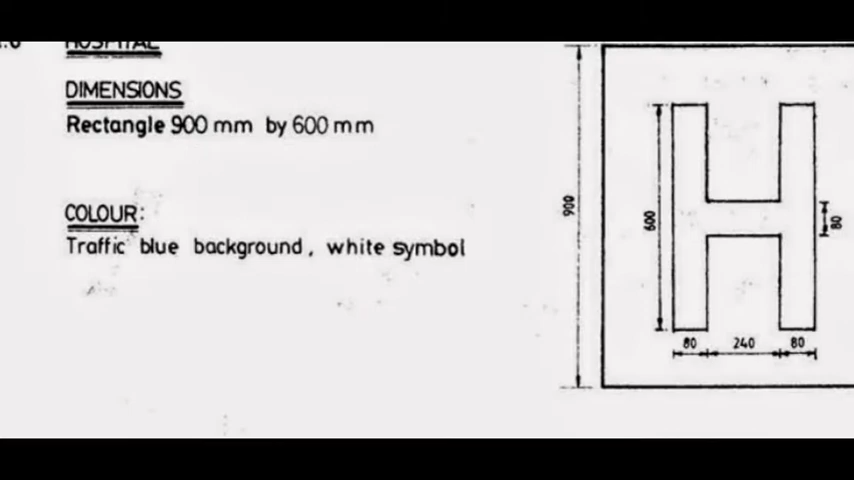 HOSPITAL
DIMENSIONS
Rectangle 900 mm by 600 mm
COLOUR:
Traffic blue background, white symbol
900
600
80
80
240
80